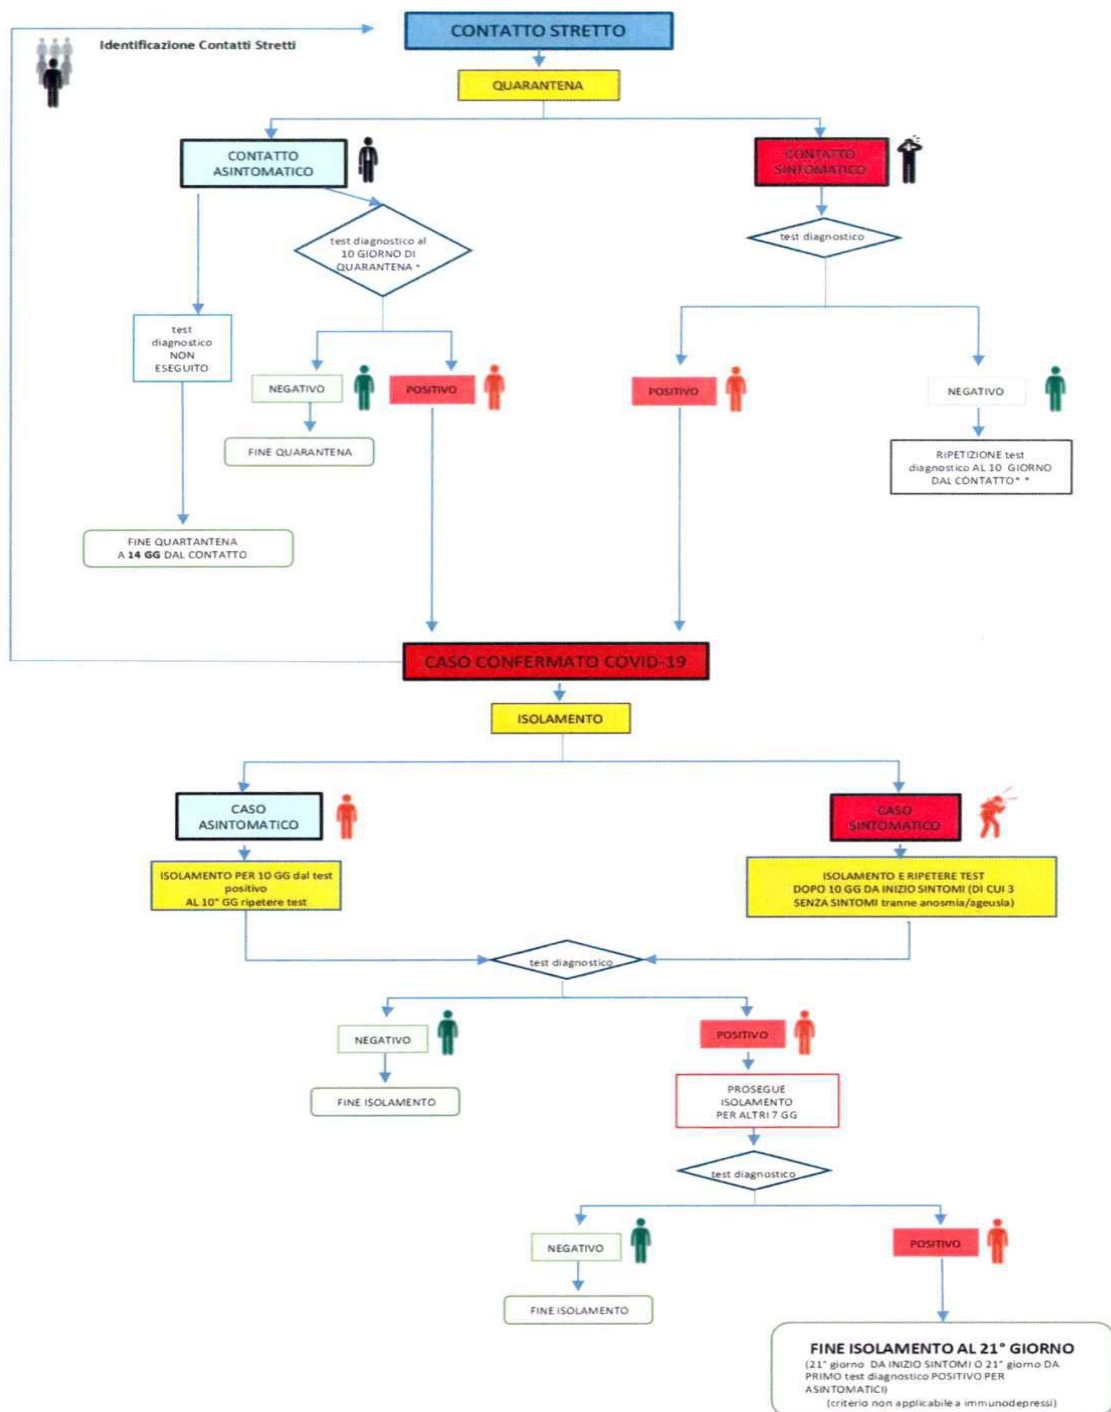 Identificazione Contatti Stretti
CONTATTO STRETTO
QUARANTENA
CONTATTO
ASINTOMATICO
CONTATTO
SINTOMATICO
test diagnostico al
10 GIORNO DI
QUARANTENA *
test diagnostico
test
diagnostico
NON
ESEGUITO
NEGATIVO
POSITIVO
POSITIVO
NEGATIVO
FINE QUARANTENA
RIPETIZIONE test
diagnostico AL 10 GIORNO
DAL CONTATTO* *
FINE QUARTANTENA
A 14 GG DAL CONTATTO
CASO CONFERMATO COVID-19
ISOLAMENTO
CASO
ASINTOMATICO
CASO
SINTOMATICO
ISOLAMENTO PER 10 GG dal test
positivo
AL 10° GG ripetere test
ISOLAMENTO E RIPETERE TEST
DOPO 10 GG DA INIZIO SINTOMI (DI CUI 3
SENZA SINTOMI tranne anosmia/ageusia)
test diagnostico
NEGATIVO
POSITIVO
FINE ISOLAMENTO
PROSEGUE
ISOLAMENTO
PER ALTRI 7 GG
test diagnostico
NEGATIVO
POSITIVO
FINE ISOLAMENTO
FINE ISOLAMENTO AL 21° GIORNO
(21° giorno DA INIZIO SINTOMI O 21° giorno DA
PRIMO test diagnostico POSITIVO PER
ASINTOMATICI)
(criterio non applicabile a immunodepressi)